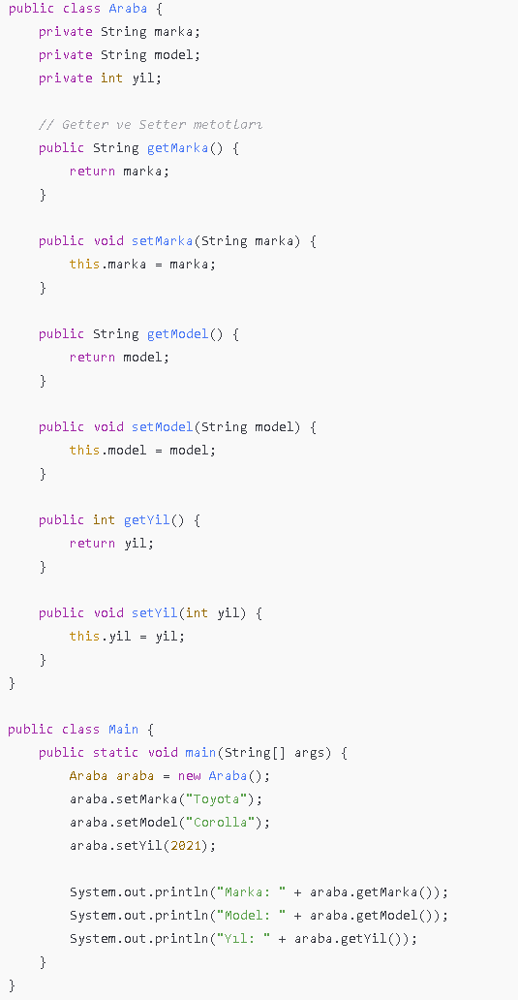 public class Araba {
    private String marka;
    private String model;
    private int yil;

    // Getter ve Setter metotları
    public String getMarka() {
        return marka;
    }

    public void setMarka(String marka) {
        this.marka = marka;
    }

    public String getModel() {
        return model;
    }

    public void setModel(String model) {
        this.model = model;
    }

    public int getYil() {
        return yil;
    }

    public void setYil(int yil) {
        this.yil = yil;
    }
}

public class Main {
    public static void main(String[] args) {
        Araba araba = new Araba();
        araba.setMarka("Toyota");
        araba.setModel("Corolla");
        araba.setYil(2021);

        System.out.println("Marka: " + araba.getMarka());
        System.out.println("Model: " + araba.getModel());
        System.out.println("Yıl: " + araba.getYil());
    }
}